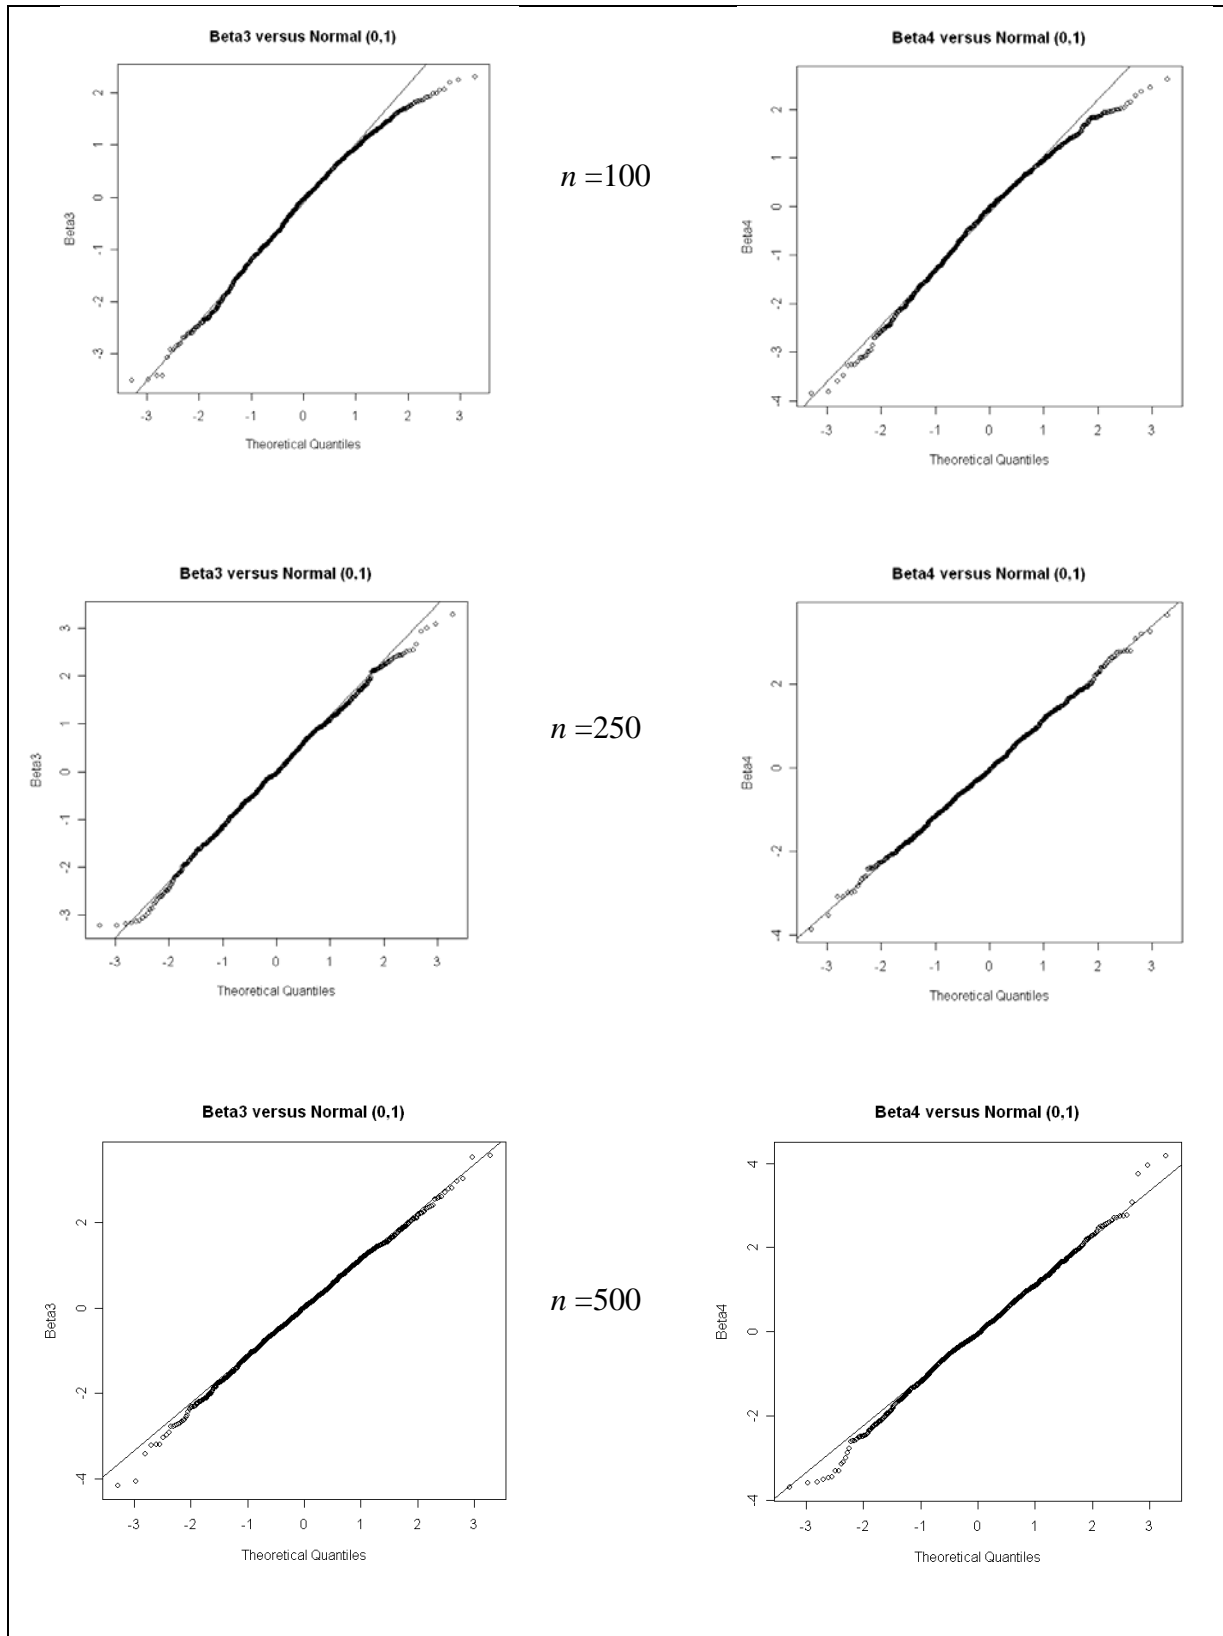 Beta3 versus Normal (0,1)
Beta3
2
1
0
-1
-2
-3
-3 -2 -1 0 1 2 3
Theoretical Quantiles
n =100
Beta4 versus Normal (0,1)
Beta4
2
1
0
-1
-2
-3
-4
-3 -2 -1 0 1 2 3
Theoretical Quantiles
Beta3 versus Normal (0,1)
Beta3
3
2
1
0
-1
-2
-3
-3 -2 -1 0 1 2 3
Theoretical Quantiles
n =250
Beta4 versus Normal (0,1)
Beta4
2
0
-2
-4
-3 -2 -1 0 1 2 3
Theoretical Quantiles
Beta3 versus Normal (0,1)
Beta3
2
0
-2
-4
-3 -2 -1 0 1 2 3
Theoretical Quantiles
n =500
Beta4 versus Normal (0,1)
Beta4
4
2
0
-2
-4
-3 -2 -1 0 1 2 3
Theoretical Quantiles